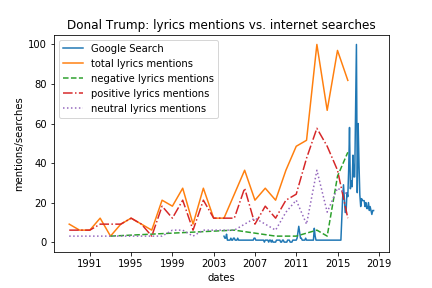 Donal Trump: lyrics mentions vs. internet searches
100
80
60
40
20
0
mentions/searches
Google Search
total lyrics mentions
negative lyrics mentions
positive lyrics mentions
neutral lyrics mentions
1991 1995 1999 2003 2007 2011 2015 2019
dates